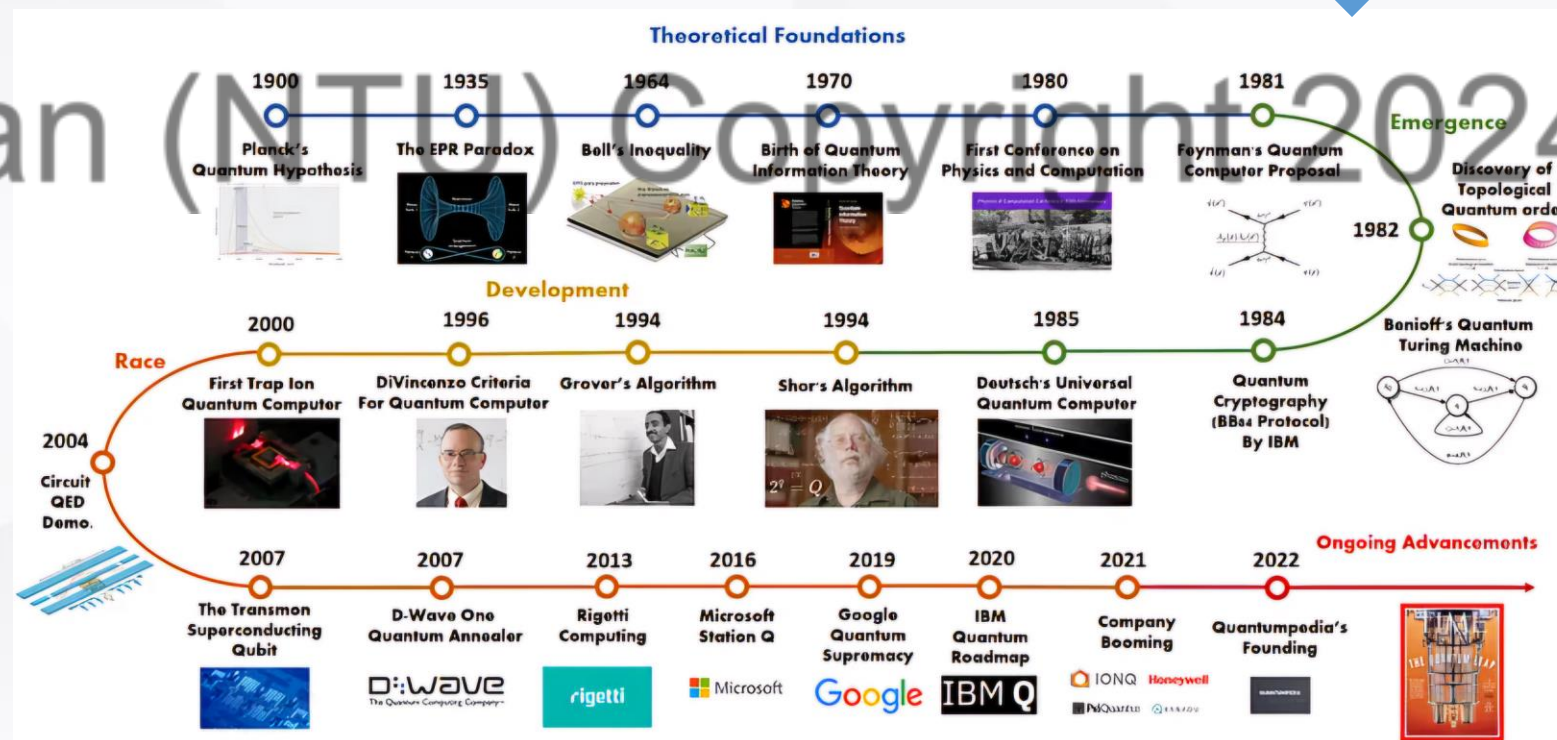 Theoretical Foundations
an (NTU) Copyright 2024
1900
1935
1964
1970
1980
1981
Emergence
Planck's
Quantum Hypothesis
The EPR Paradox
Bell's Inequality
Birth of Quantum
Information Theory
First Conference on
Physics and Computation
Feynman's Quantum
Computer Proposal
Discovery of
Topological
Quantum orde
1982
Benioff's Quantum
Turing Machine
Development
Race
2000
1996
1994
1994
1985
1984
First Trap Ion
Quantum Computer
DiVincenzo Criteria
For Quantum Computer
Grover's Algorithm
Shor's Algorithm
2⁹ = Q
Deutsch's Universal
Quantum Computer
Quantum
Cryptography
(BB84 Protocol)
By IBM
2004
Circuit
QED
Demo.
Ongoing Advancements
2007
2007
2013
2016
2019
2020
2021
2022
The Transmon
Superconducting
Qubit
D-Wave One
Quantum Annealer
D:wave
The Quantum Computing Company
Rigetti
Computing
rigetti
Microsoft
Station Q
Microsoft
Google
Quantum
Supremacy
Google
IBM
Quantum
Roadmap
IBM Q
Company
Booming
IONQ Honeywell
PsiQuantum
Quantumpedia's
Founding
QUANTUMPEDIA
THE QUANTUM LEAP